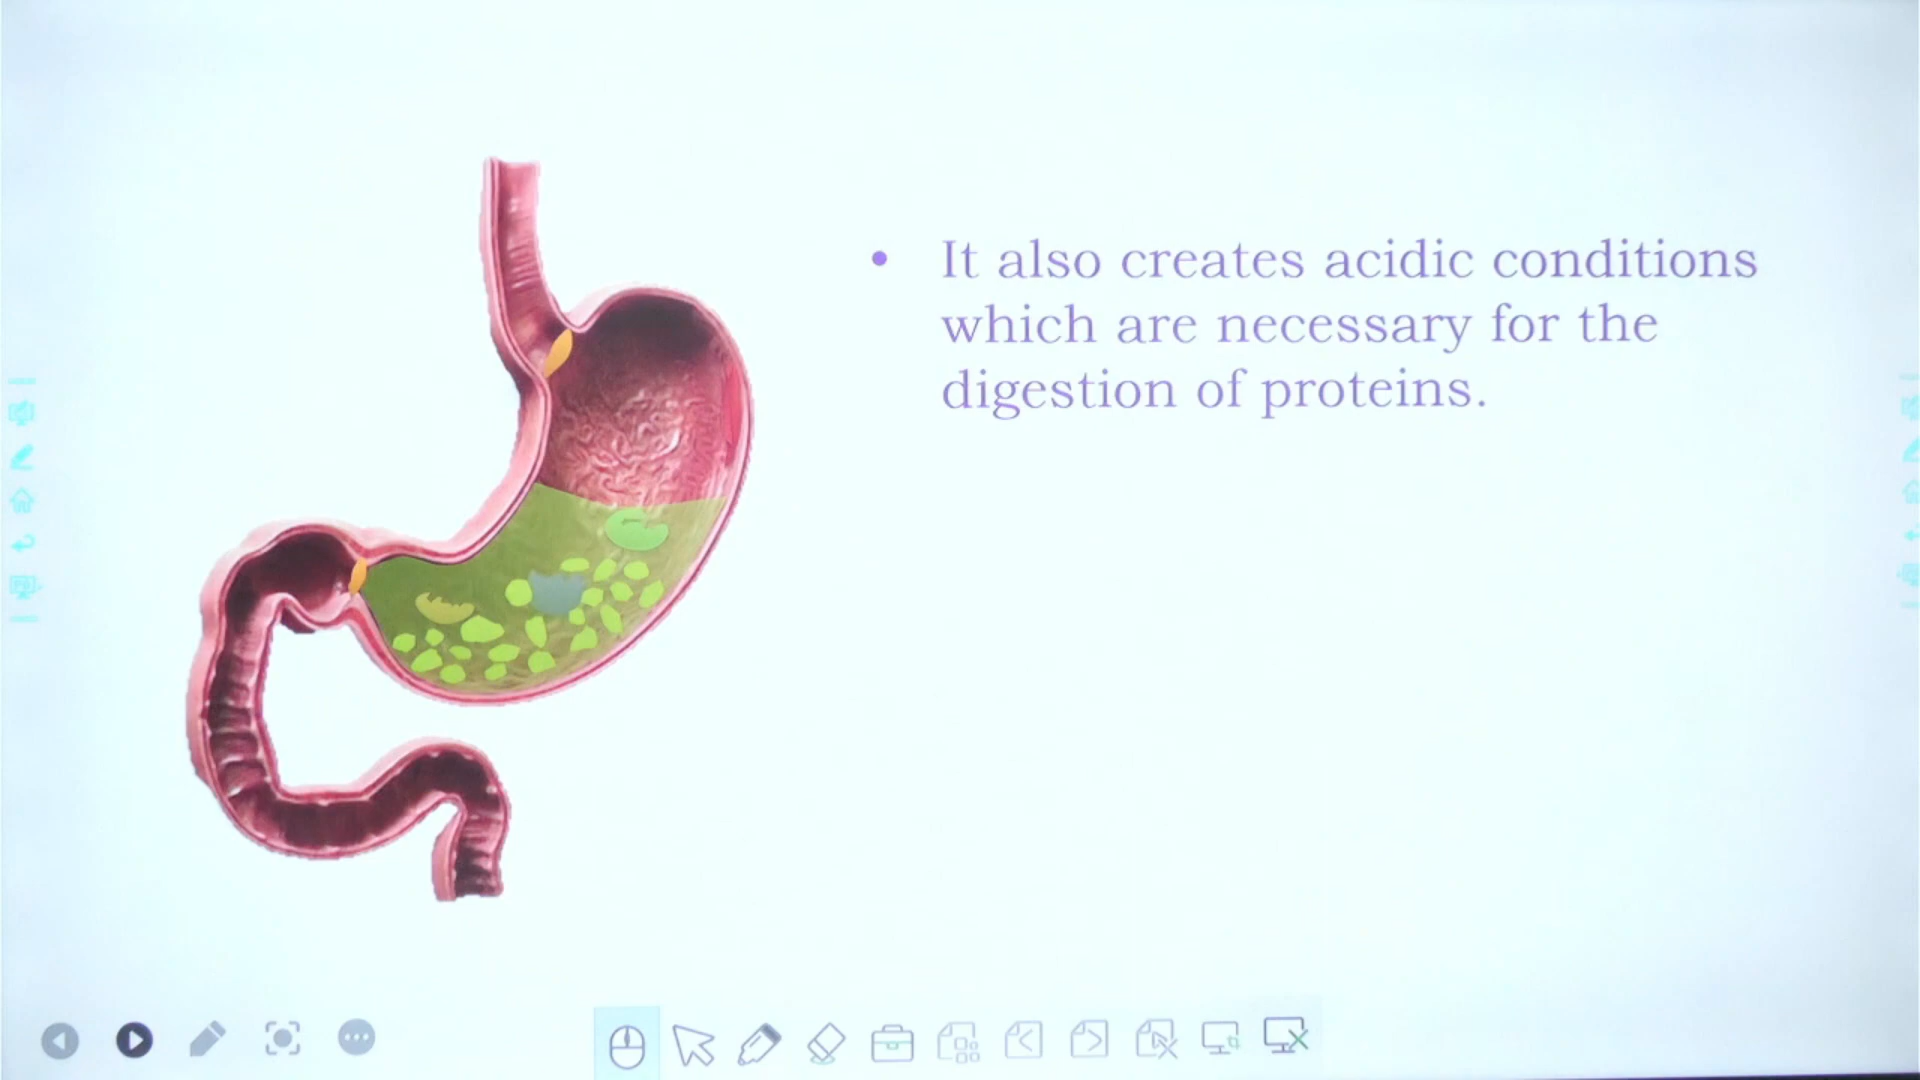 • It also creates acidic conditions
which are necessary for the
digestion of proteins.